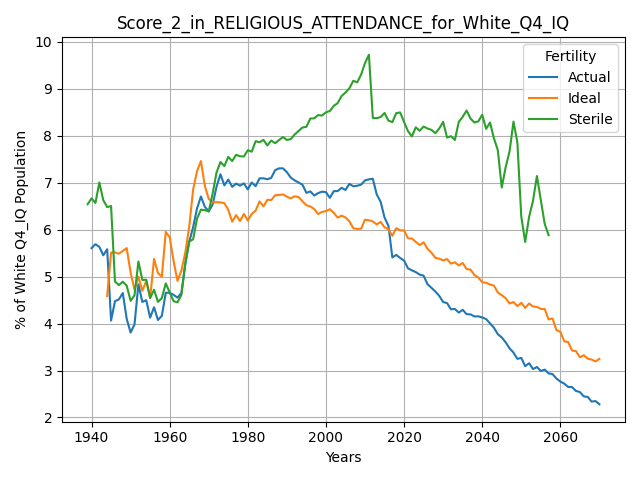 Score_2_in_RELIGIOUS_ATTENDANCE_for_White_Q4_IQ
10
9
8
7
6
5
4
3
2
% of White Q4_IQ Population
Fertility
Actual
Ideal
Sterile
1940 1960 1980 2000 2020 2040 2060
Years